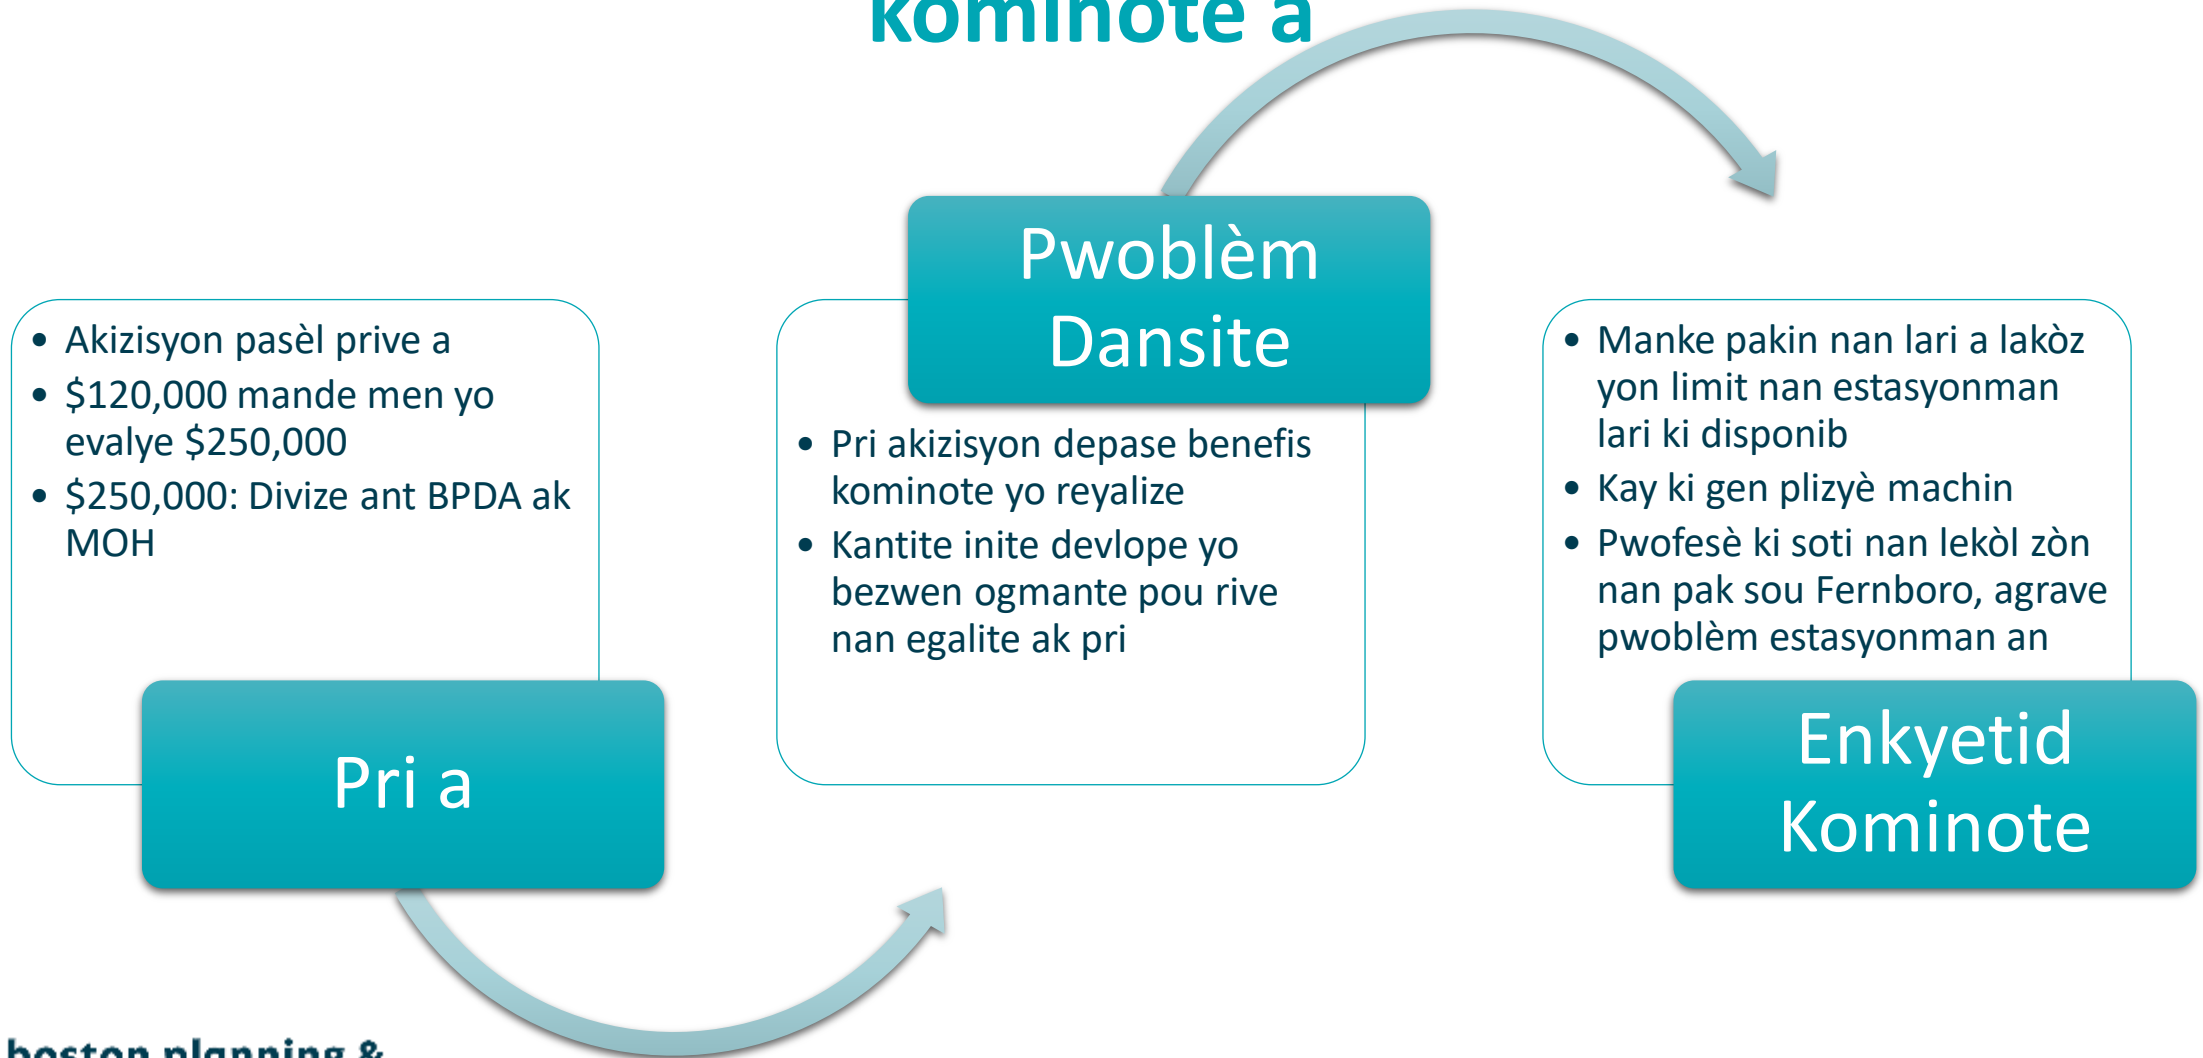 kominote a
• Akizisyon pasèl prive a
• $120,000 mande men yo
evalye $250,000
• $250,000: Divize ant BPDA ak
MOH
Pri a
Pwoblèm
Dansite
• Pri akizisyon depase benefis
kominote yo reyalize
• Kantite inite devlope yo
bezwen ogmante pou rive
nan egalite ak pri
• Manke pakin nan lari a lakòz
yon limit nan estasyonman
lari ki disponib
• Kay ki gen plizyè machin
• Pwofesè ki soti nan lekòl zòn
nan pak sou Fernboro, agrave
pwoblèm estasyonman an
Enkyetid
Kominote
boston planning &